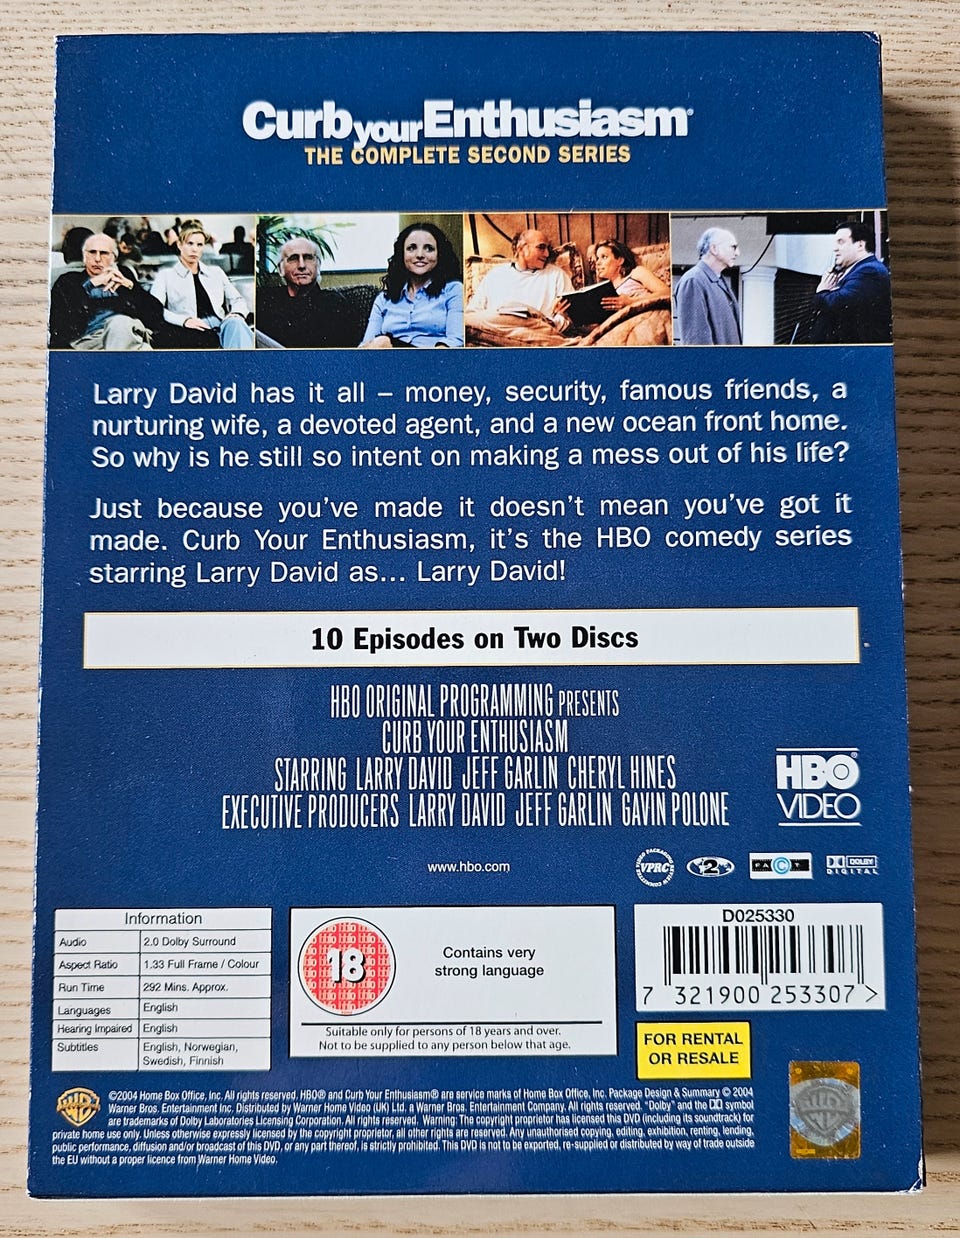 Curb your Enthusiasm®
THE COMPLETE SECOND SERIES
Larry David has it all – money, security, famous friends, a
nurturing wife, a devoted agent, and a new ocean front home.
So why is he still so intent on making a mess out of his life?
Just because you've made it doesn't mean you've got it
made. Curb Your Enthusiasm, it's the HBO comedy series
starring Larry David as... Larry David!
10 Episodes on Two Discs
HBO ORIGINAL PROGRAMMING PRESENTS
CURB YOUR ENTHUSIASM
STARRING LARRY DAVID JEFF GARLIN CHERYL HINES
EXECUTIVE PRODUCERS LARRY DAVID JEFF GARLIN GAVIN POLONE
HBO®
VIDEO
www.hbo.com
VPRC
2
FACT
DOLBY
DIGITAL
Information
Audio 2.0 Dolby Surround
Aspect Ratio 1.33 Full Frame / Colour
Run Time 292 Mins. Approx.
Languages English
Hearing Impaired English
Subtitles English, Norwegian,
Swedish, Finnish
18
Contains very
strong language
Suitable only for persons of 18 years and over.
Not to be supplied to any person below that age.
D025330
7 321900 253307 >
FOR RENTAL
OR RESALE
©2004 Home Box Office, Inc. All rights reserved. HBO® and Curb Your Enthusiasm® are service marks of Home Box Office, Inc. Package Design & Summary © 2004
Warner Bros. Entertainment Inc. Distributed by Warner Home Video (UK) Ltd. a Warner Bros. Entertainment Company. All rights reserved. "Dolby" and the DD symbol
are trademarks of Dolby Laboratories Licensing Corporation. All rights reserved. Warning: The copyright proprietor has licensed this DVD (including its soundtrack) for
private home use only. Unless otherwise expressly licensed by the copyright proprietor, all other rights are reserved. Any unauthorised copying, editing, exhibition, renting, lending,
public performance, diffusion and/or broadcast of this DVD, or any part thereof, is strictly prohibited. This DVD is not to be exported, re-supplied or distributed by way of trade outside
the EU without a proper licence from Warner Home Video.